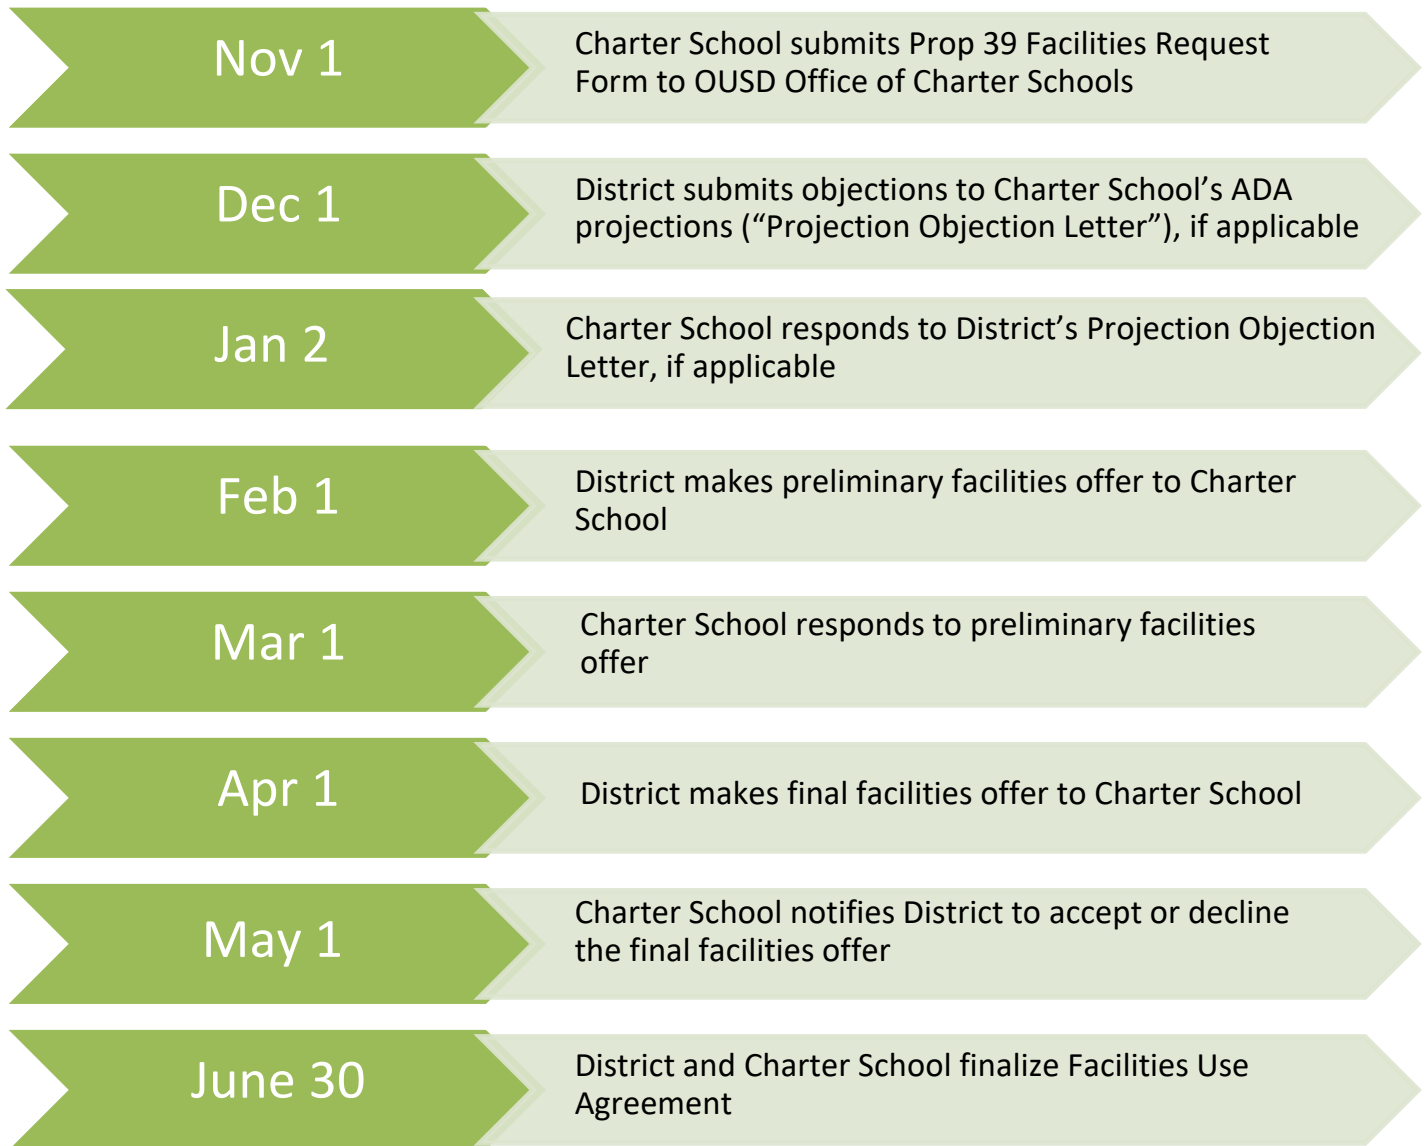 Nov 1
Charter School submits Prop 39 Facilities Request
Form to OUSD Office of Charter Schools
Dec 1
District submits objections to Charter School’s ADA
projections (“Projection Objection Letter”), if applicable
Jan 2
Charter School responds to District’s Projection Objection
Letter, if applicable
Feb 1
District makes preliminary facilities offer to Charter
School
Mar 1
Charter School responds to preliminary facilities
offer
Apr 1
District makes final facilities offer to Charter School
May 1
Charter School notifies District to accept or decline
the final facilities offer
June 30
District and Charter School finalize Facilities Use
Agreement